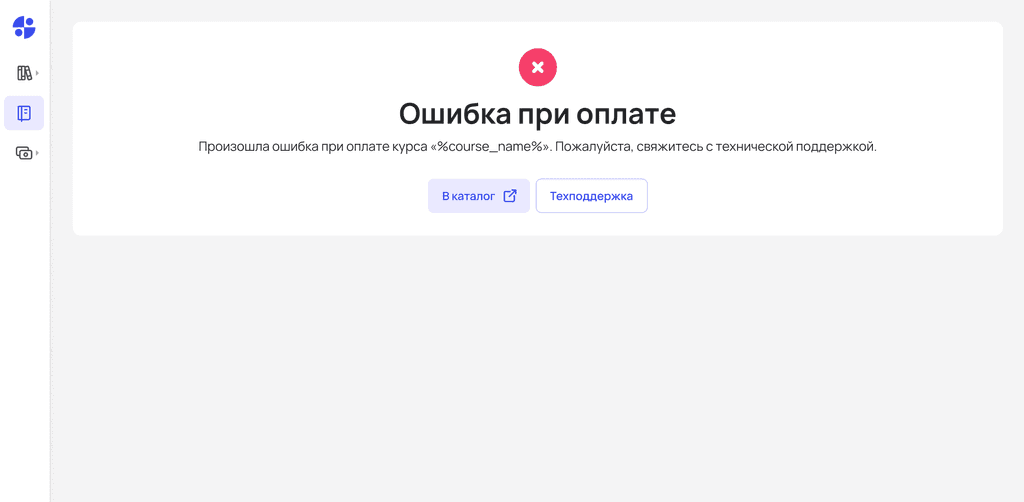 Ошибка при оплате
Произошла ошибка при оплате курса «%course_name%». Пожалуйста, свяжитесь с технической поддержкой.
В каталог
Техподдержка